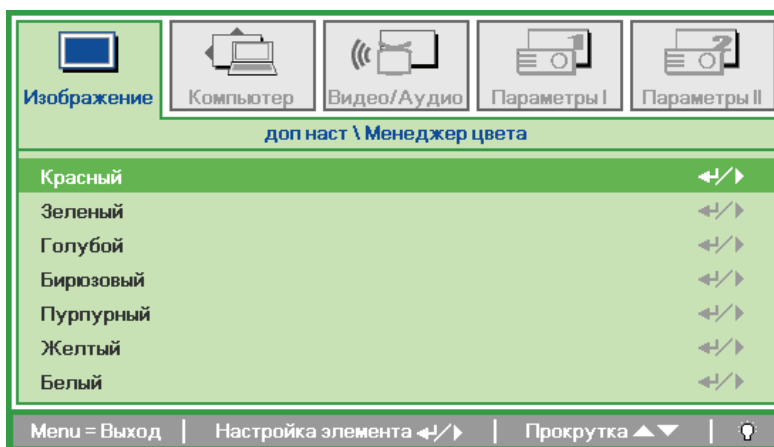 Изображение Компьютер Видео/Аудио Параметры I Параметры II
доп наст \ Менеджер цвета
Красный
Зеленый
Голубой
Бирюзовый
Пурпурный
Желтый
Белый
Menu = Выход | Настройка элемента / | Прокрутка |